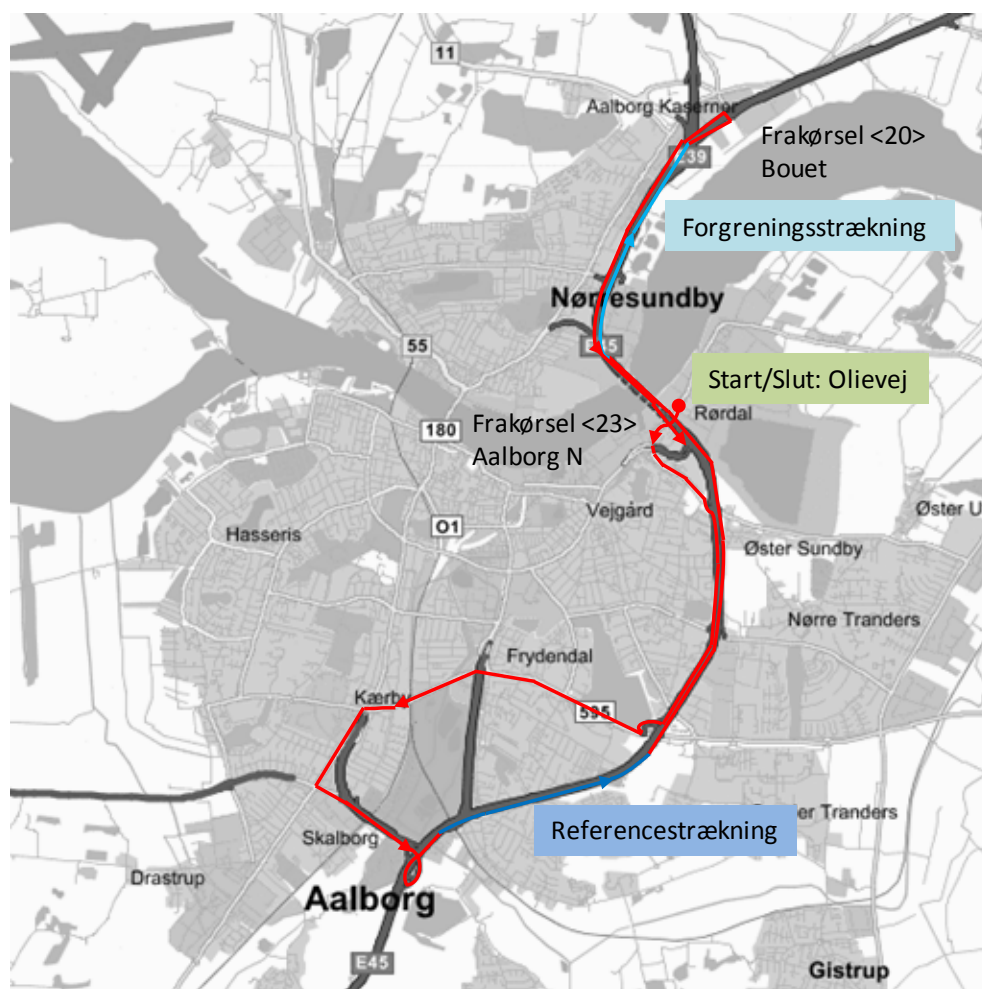 11
Aalborg Kaserner
Frakørsel <20>
Bouet
E39
Forgreningsstrækning
Nørresundby
55
E45
Start/Slut: Olievej
Rørdal
180
Frakørsel <23>
Aalborg N
Vejgård
Øster U
O1
Hasseris
Øster Sundby
Nørre Tranders
Frydendal
Kærby
595
Tranders
Referencestrækning
Skalborg
Drastrup
Aalborg
E45
Gistrup